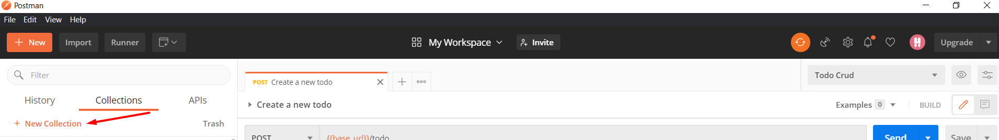 Postman
File Edit View Help
+ New Import Runner My Workspace Invite Upgrade
Filter
POST Create a new todo Todo Crud
History Collections APIs
Create a new todo Examples 0 BUILD
+ New Collection Trash
POST {{base_url}}/todo Send Save